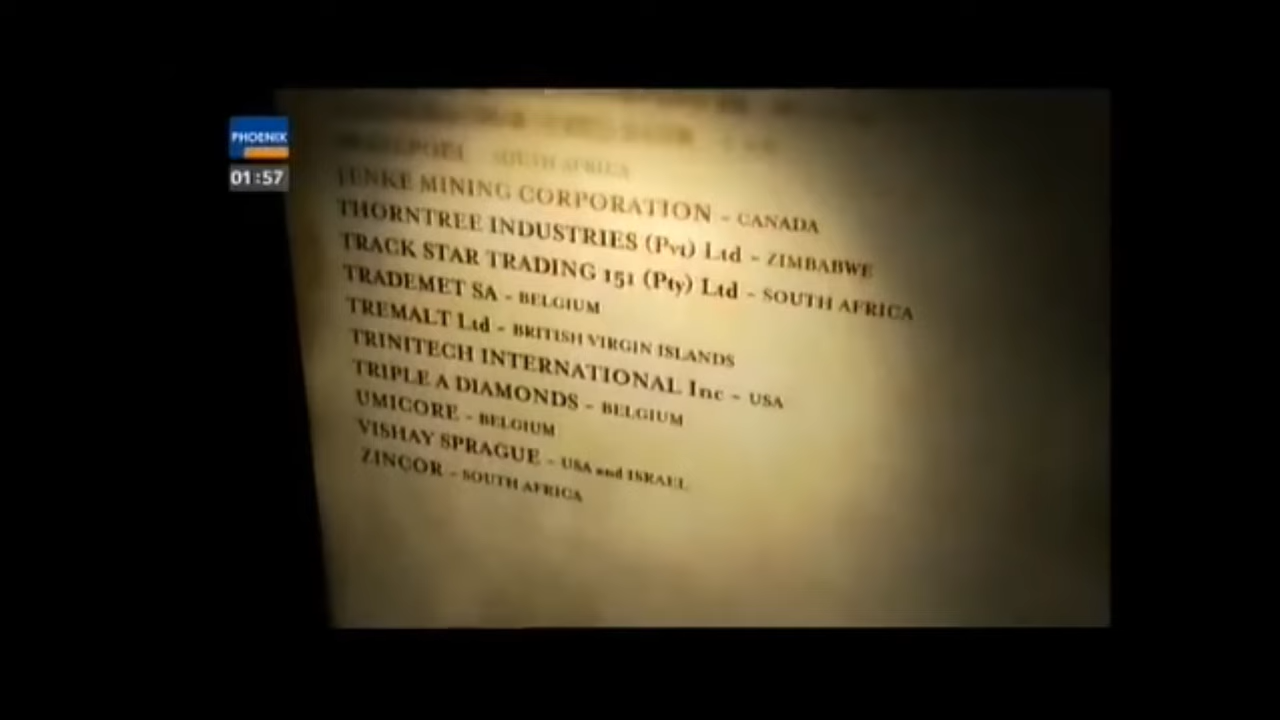 PHOENIX
01:57
SOUTH AFRICA
TENKE MINING CORPORATION - CANADA
THORNTREE INDUSTRIES (Pvt) Ltd - ZIMBABWE
TRACK STAR TRADING 151 (Pty) Ltd - SOUTH AFRICA
TRADEMET SA - BELGIUM
TREMALT Ltd - BRITISH VIRGIN ISLANDS
TRINITECH INTERNATIONAL Inc - USA
TRIPLE A DIAMONDS - BELGIUM
UMICORE - BELGIUM
VISHAY SPRAGUE - USA and ISRAEL
ZINCOR - SOUTH AFRICA